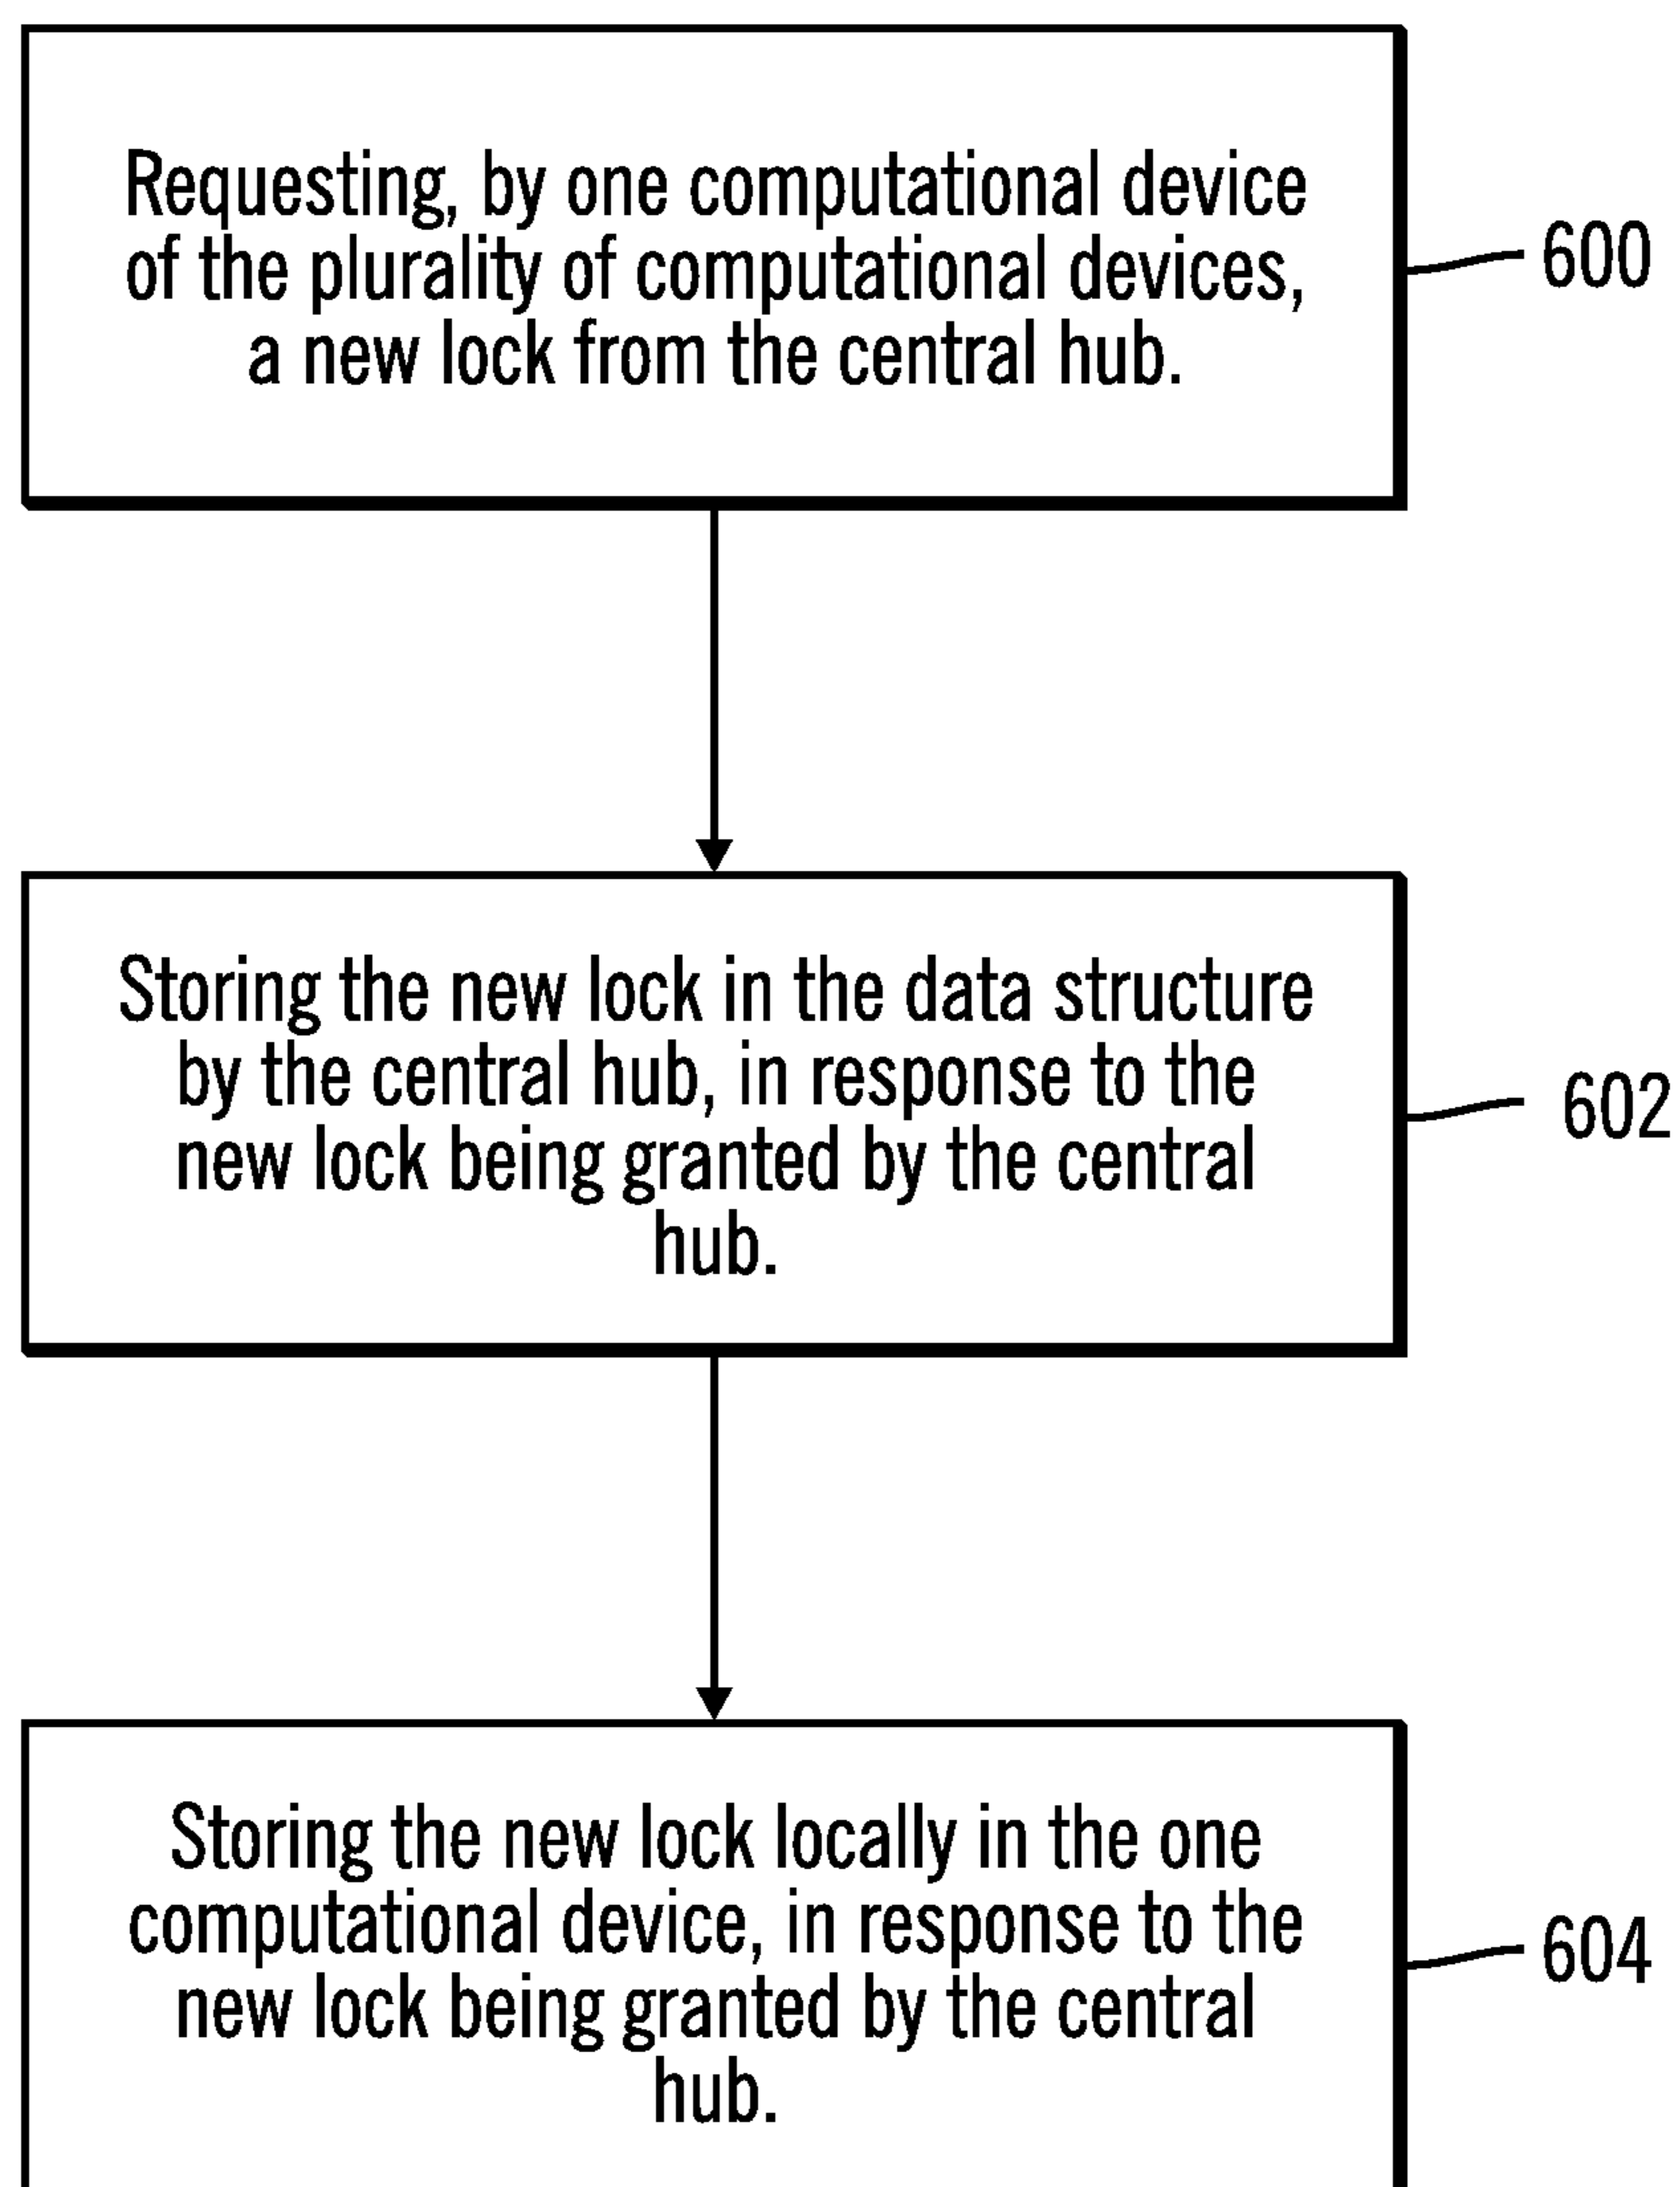 Requesting, by one computational device
of the plurality of computational devices,
a new lock from the central hub.
600
Storing the new lock in the data structure
by the central hub, in response to the
new lock being granted by the central
hub.
602
Storing the new lock locally in the one
computational device, in response to the
new lock being granted by the central
hub.
604